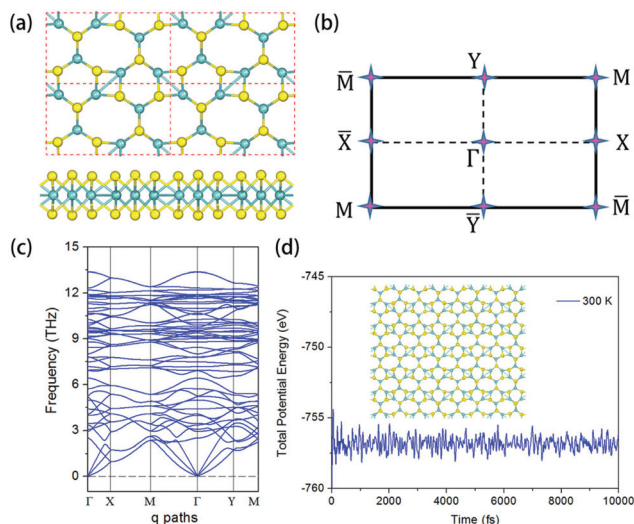 (a)
(b)
M̅ Y M
X̅ Γ X
M Y̅ M̅
(c)
15
12
9
6
3
0
Frequency (THz)
Γ X M Γ Y M
q paths
(d)
-745
-750
-755
-760
Total Potential Energy (eV)
300 K
0 2000 4000 6000 8000 10000
Time (fs)